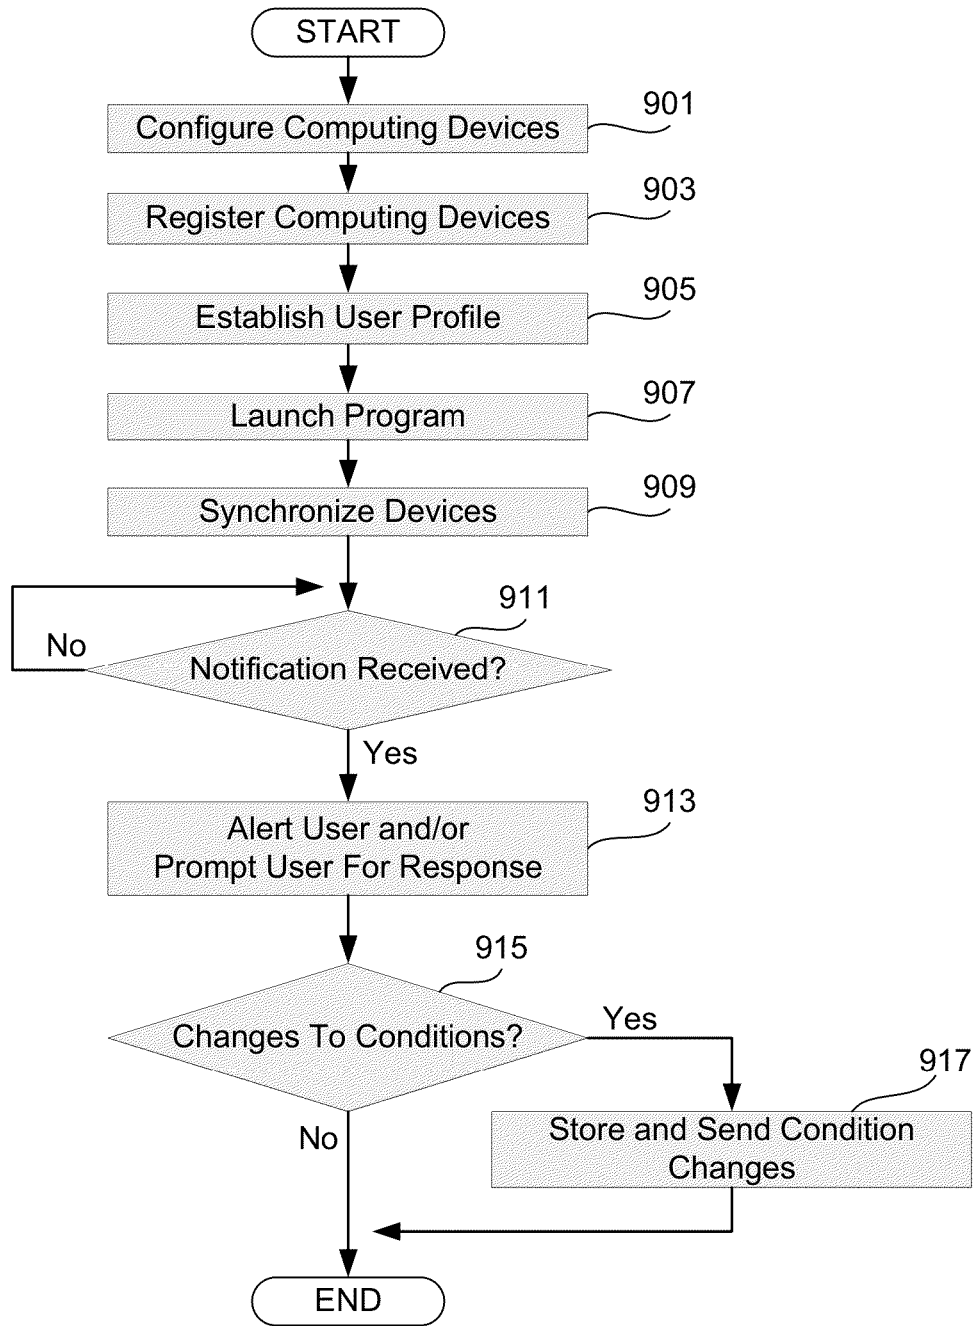 START
901
Configure Computing Devices
903
Register Computing Devices
905
Establish User Profile
907
Launch Program
909
Synchronize Devices
911
No
Notification Received?
Yes
913
Alert User and/or
Prompt User For Response
915
Changes To Conditions?
Yes
917
No
Store and Send Condition
Changes
END